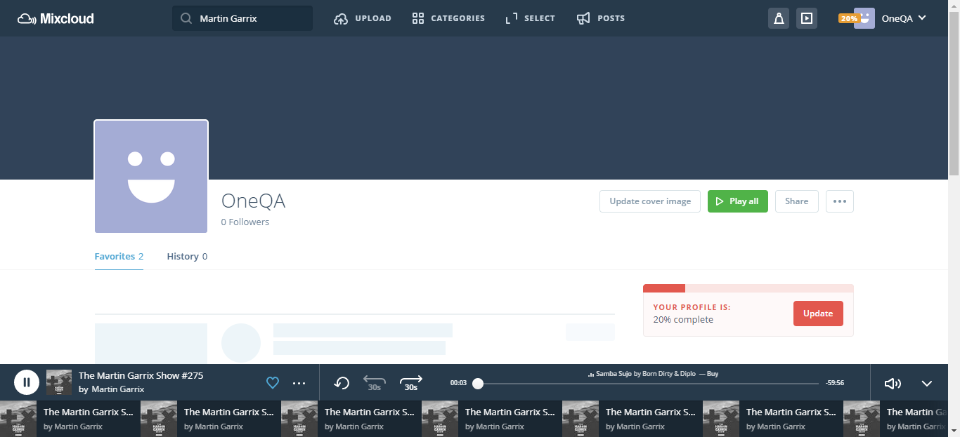 Mixcloud
Martin Garrix
UPLOAD
CATEGORIES
SELECT
POSTS
20%
OneQA
OneQA
0 Followers
Update cover image
Play all
Share
Favorites 2
History 0
YOUR PROFILE IS:
20% complete
Update
The Martin Garrix Show #275
by Martin Garrix
30s
30s
00:03
Samba Sujo by Born Dirty & Diplo — Buy
-59:56
The Martin Garrix S...
by Martin Garrix
The Martin Garrix S...
by Martin Garrix
The Martin Garrix S...
by Martin Garrix
The Martin Garrix S...
by Martin Garrix
The Martin Garrix S...
by Martin Garrix
The Martin Garrix S...
by Martin Garrix
The Martin Ga
by Martin Garrix